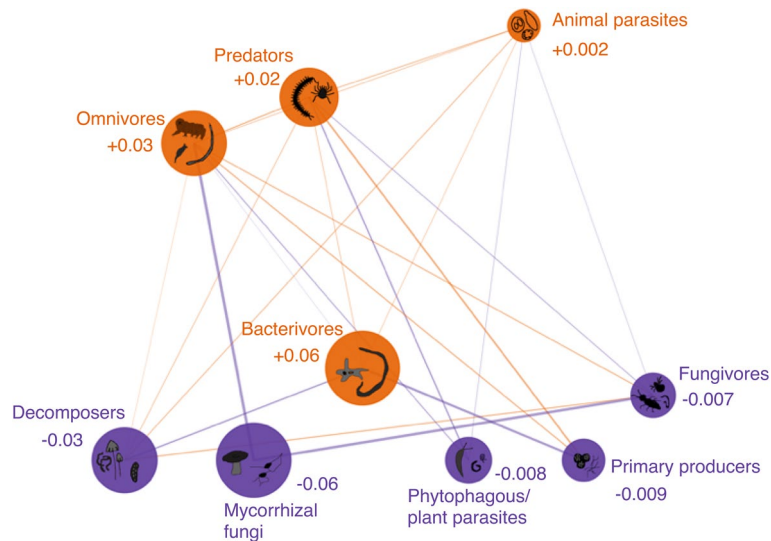 Animal parasites
+0.002
Predators
+0.02
Omnivores
+0.03
Bacterivores
+0.06
Fungivores
-0.007
Decomposers
-0.03
-0.06
Mycorrhizal
fungi
-0.008
Phytophagous/
plant parasites
Primary producers
-0.009